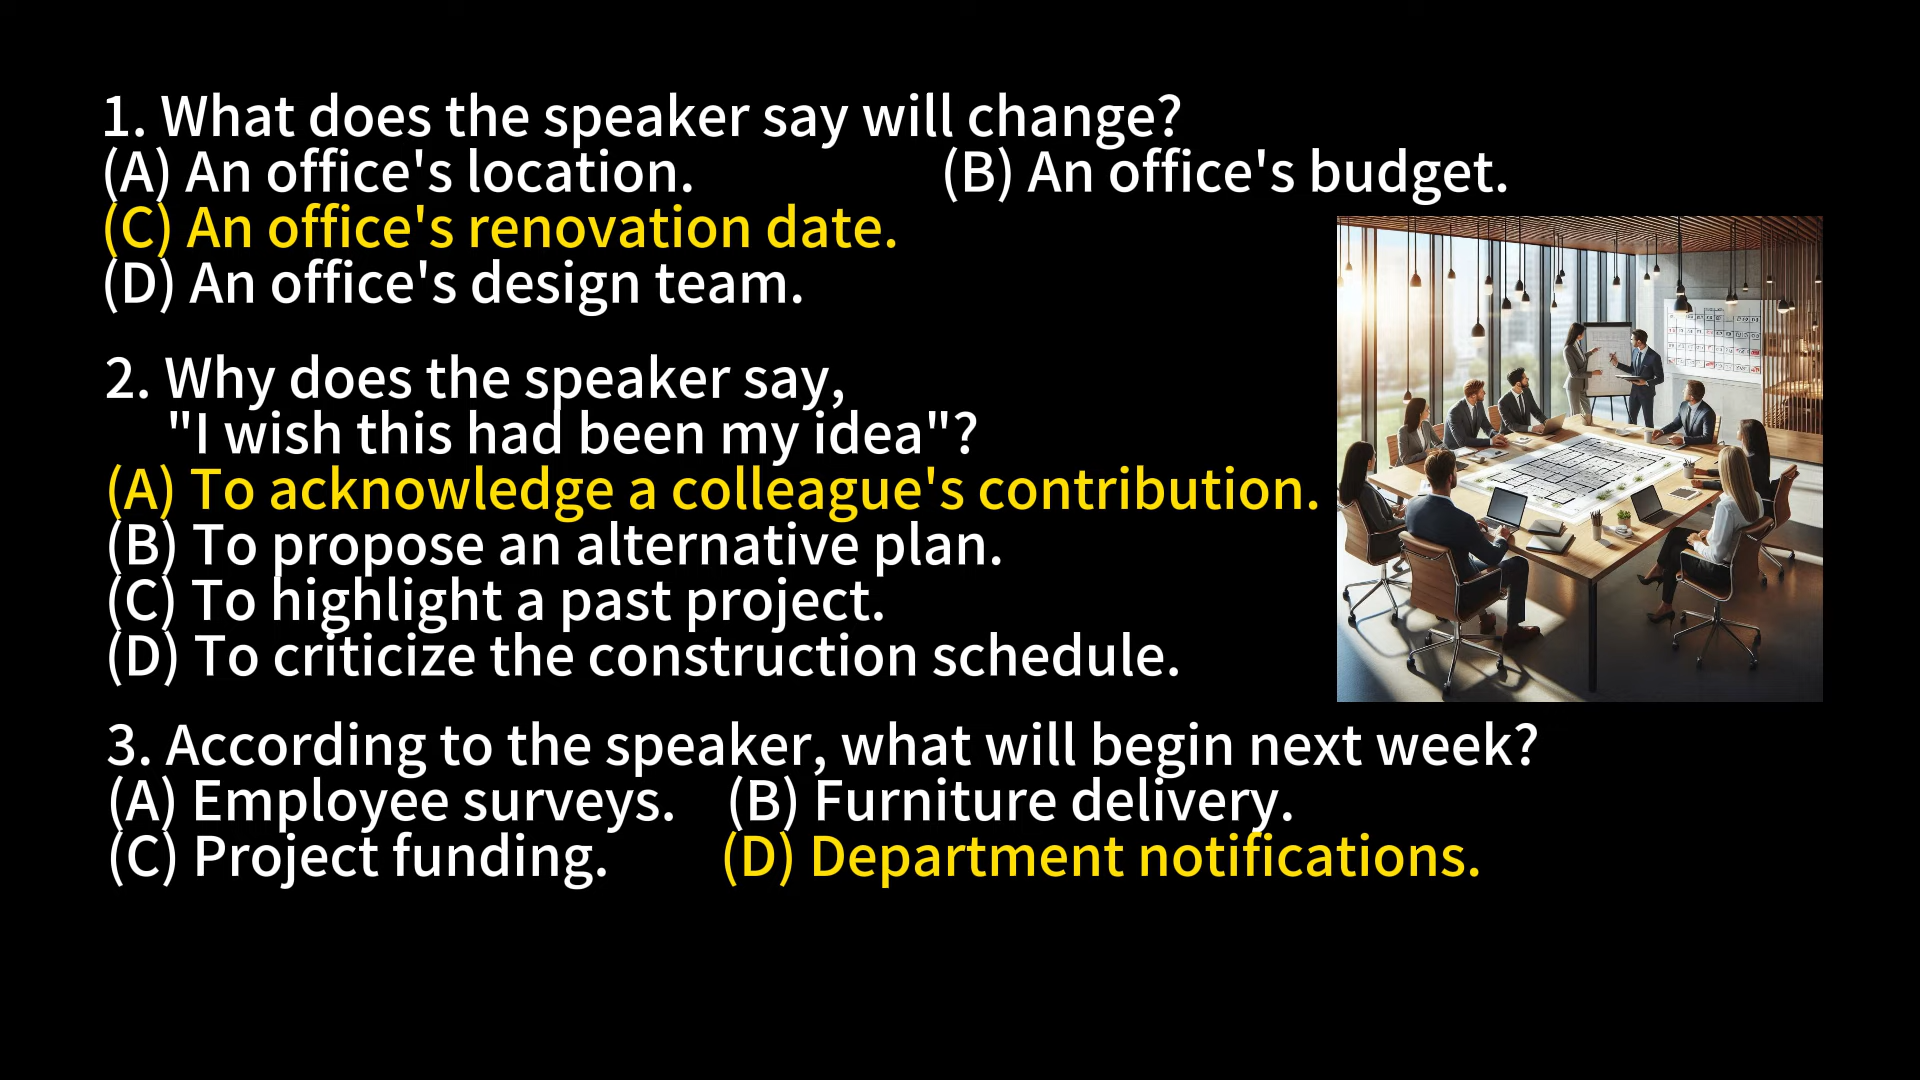 1. What does the speaker say will change?
(A) An office's location. (B) An office's budget.
(C) An office's renovation date.
(D) An office's design team.
2. Why does the speaker say,
"I wish this had been my idea"?
(A) To acknowledge a colleague's contribution.
(B) To propose an alternative plan.
(C) To highlight a past project.
(D) To criticize the construction schedule.
3. According to the speaker, what will begin next week?
(A) Employee surveys. (B) Furniture delivery.
(C) Project funding. (D) Department notifications.